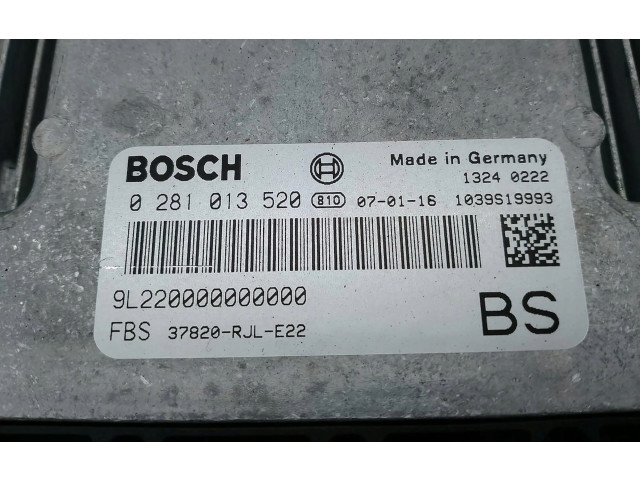 BOSCH Made in Germany
1324 0222
0 281 013 520 810 07-01-16 1039S19993
9L220000000000
FBS 37820-RJL-E22 BS